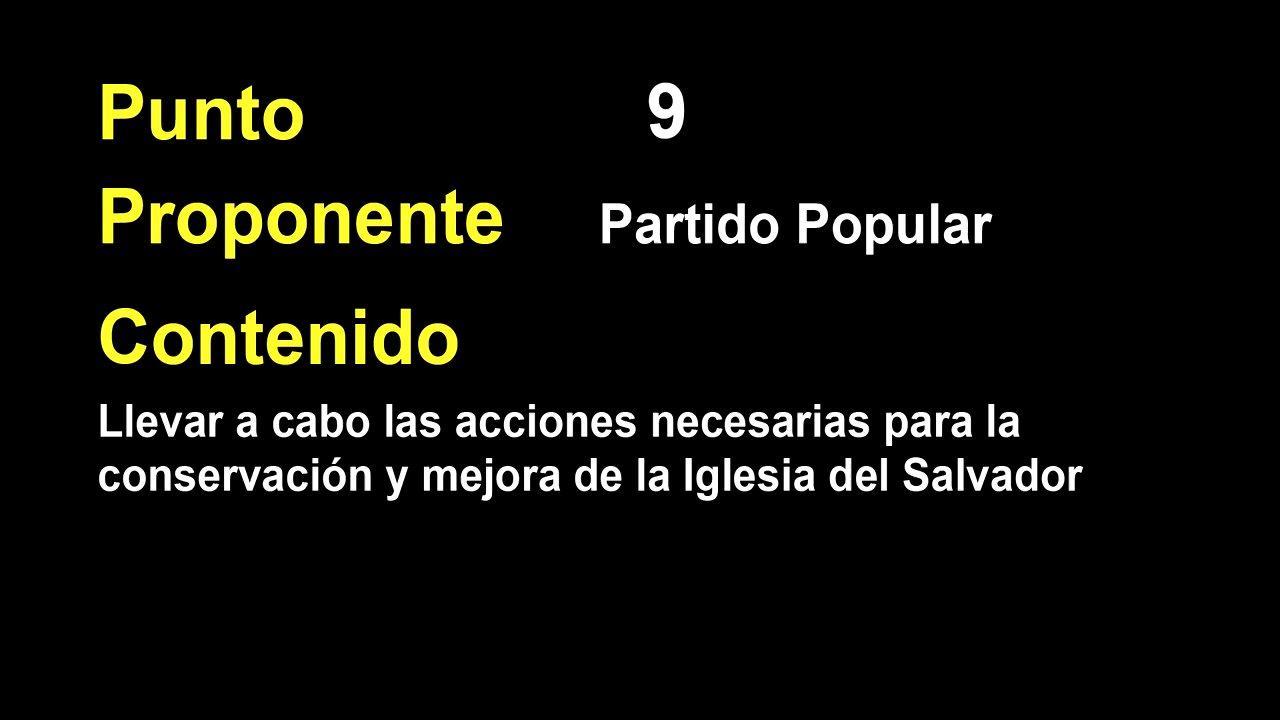 Punto 9
Proponente Partido Popular
Contenido
Llevar a cabo las acciones necesarias para la
conservación y mejora de la Iglesia del Salvador